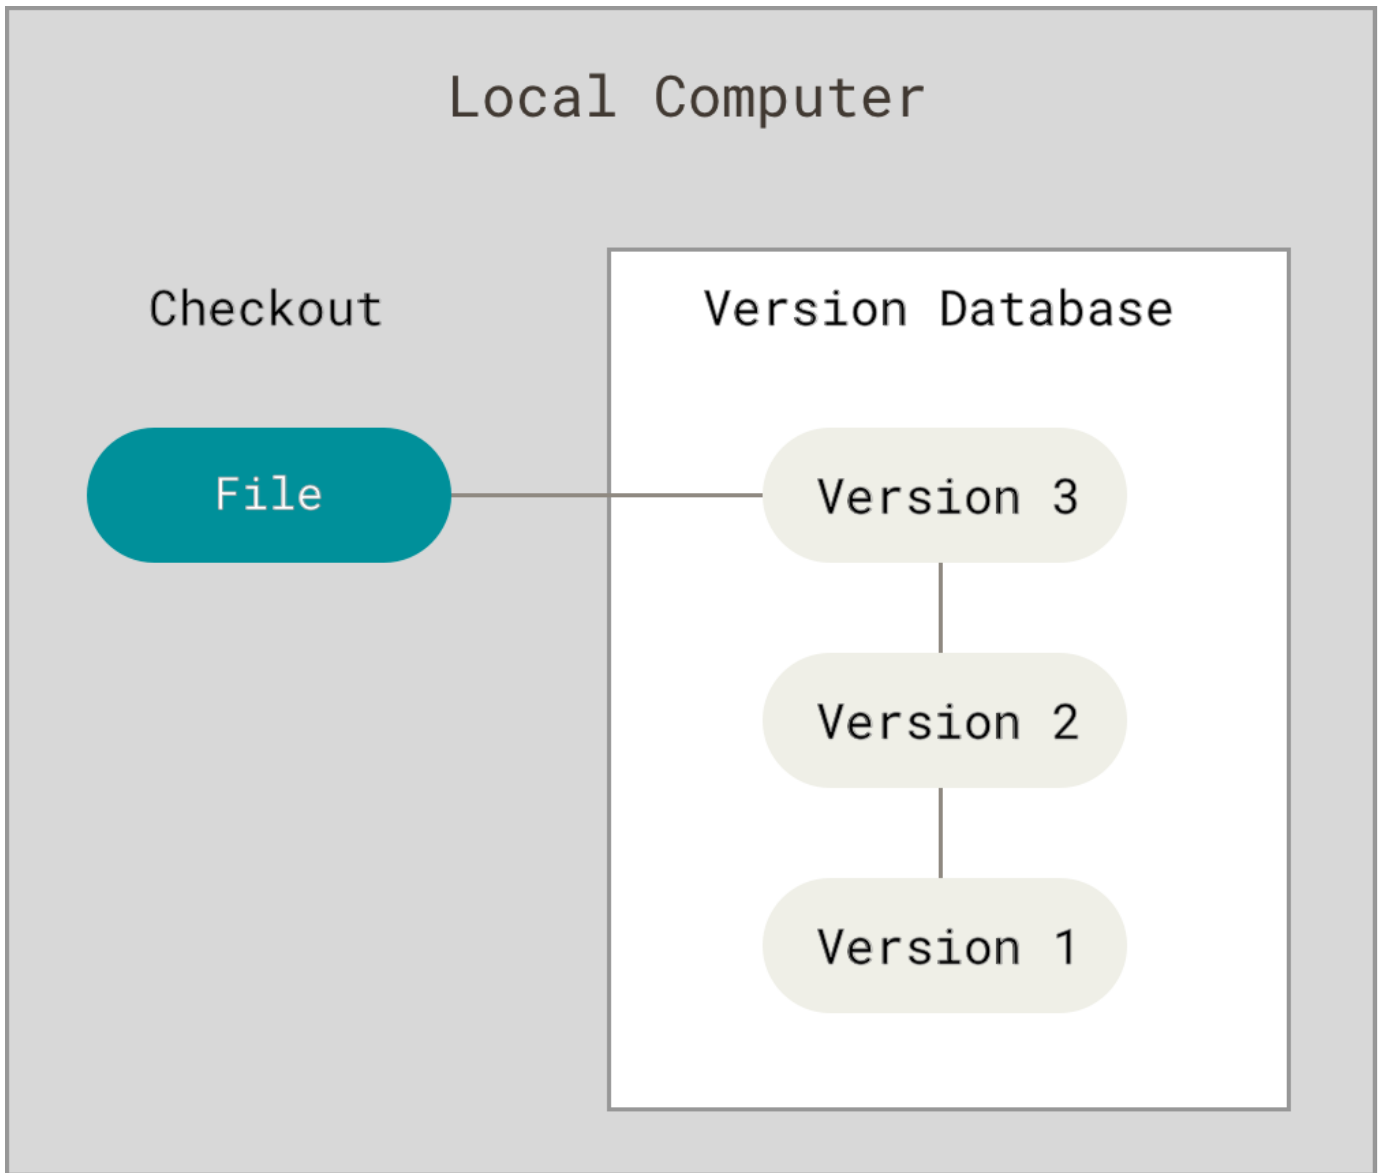 Local Computer
Checkout
Version Database
File
Version 3
Version 2
Version 1